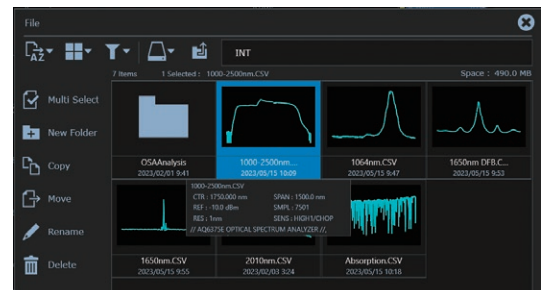 File
AZ
INT
7 Items 1 Selected : 1000-2500nm.CSV Space : 490.0 MB
Multi Select
New Folder
Copy
Move
Rename
Delete
OSAAnalysis
2023/02/01 9:41
1000-2500nm...
2023/05/15 10:09
1064nm.CSV
2023/05/15 9:47
1650nm DFB.C...
2023/05/15 9:53
1000-2500nm.CSV
CTR : 1750.000 nm SPAN : 1500.0 nm
REF : -10.0 dBm SMPL : 7501
RES : 1nm SENS : HIGH1/CHOP
// AQ6375E OPTICAL SPECTRUM ANALYZER //,
1650nm.CSV
2023/05/15 9:55
2010nm.CSV
2023/02/03 3:24
Absorption.CSV
2023/05/15 10:18